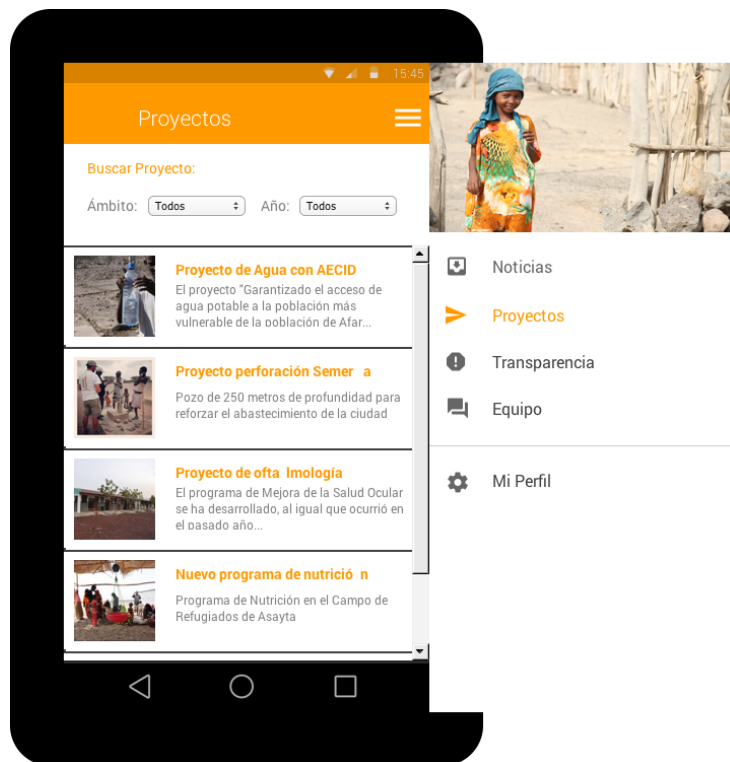 15:45
Proyectos
Buscar Proyecto:
Ámbito: Todos Año: Todos
Proyecto de Agua con AECID
El proyecto "Garantizado el acceso de
agua potable a la población más
vulnerable de la población de Afar...
Proyecto perforación Semer a
Pozo de 250 metros de profundidad para
reforzar el abastecimiento de la ciudad
Proyecto de ofta lmología
El programa de Mejora de la Salud Ocular
se ha desarrollado, al igual que ocurrió en
el pasado año...
Nuevo programa de nutrició n
Programa de Nutrición en el Campo de
Refugiados de Asayta
Noticias
Proyectos
Transparencia
Equipo
Mi Perfil